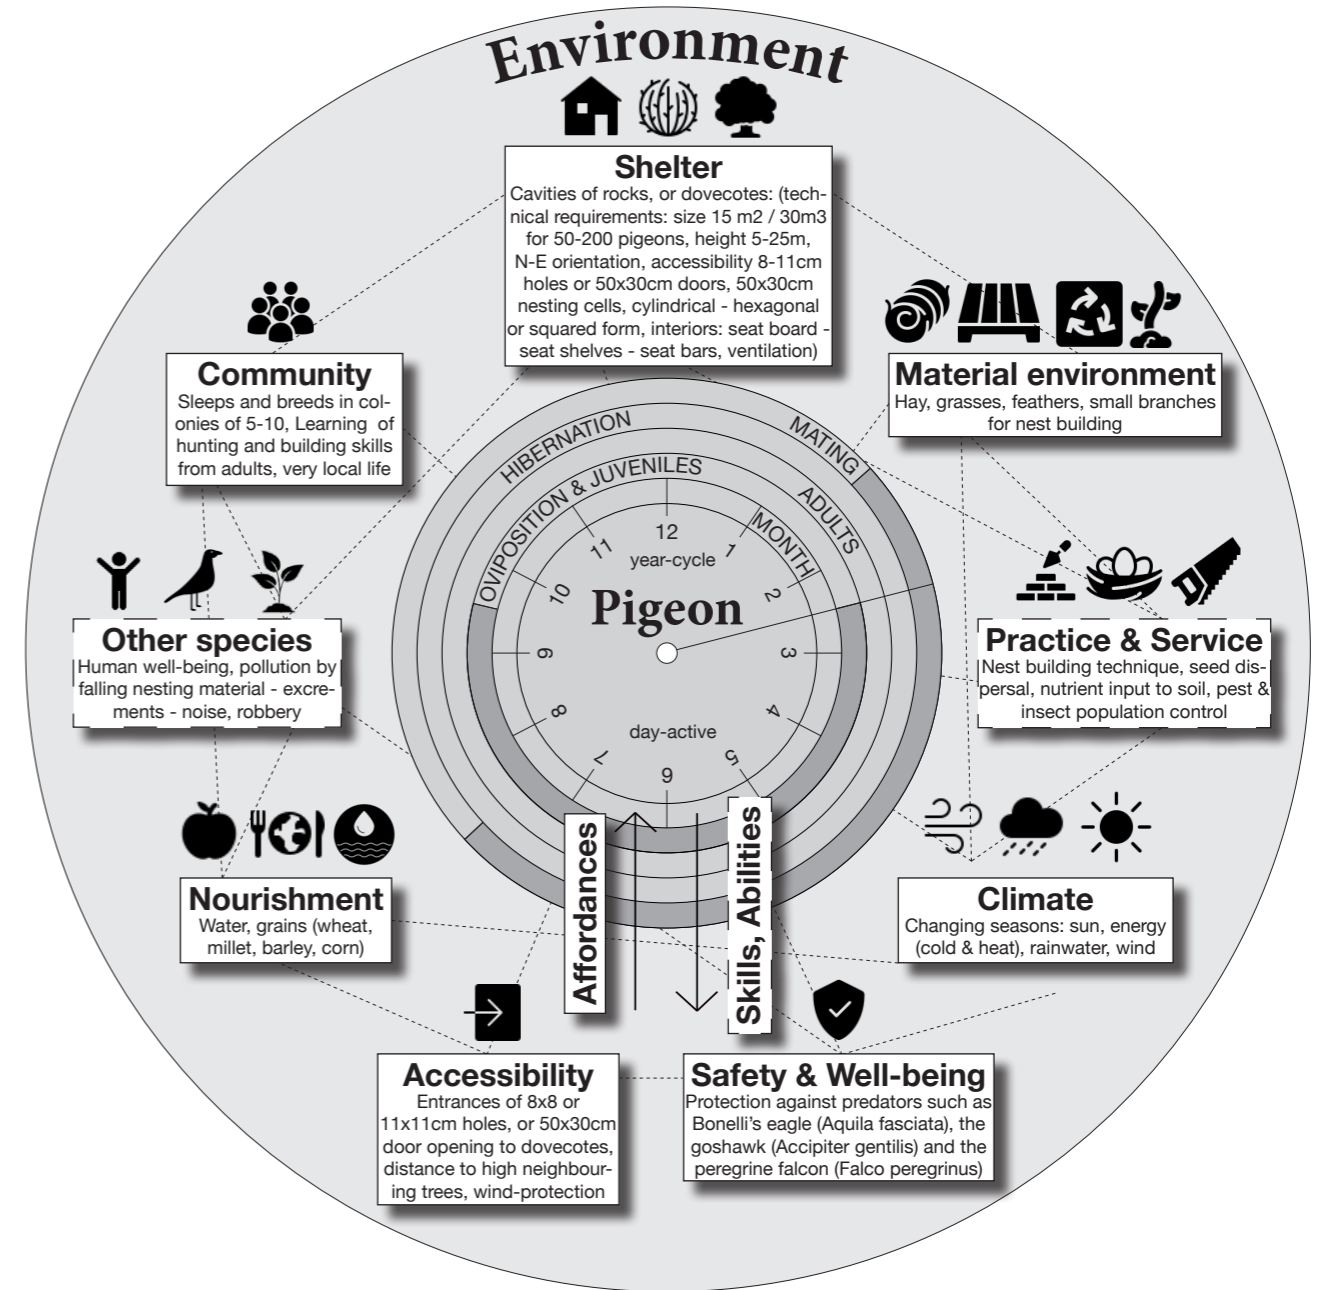 Environment
Shelter
Cavities of rocks, or dovecotes: (tech-
nical requirements: size 15 m2 / 30m3
for 50-200 pigeons, height 5-25m,
N-E orientation, accessibility 8-11cm
holes or 50x30cm doors, 50x30cm
nesting cells, cylindrical - hexagonal
or squared form, interiors: seat board -
seat shelves - seat bars, ventilation)
Community
Sleeps and breeds in col-
onies of 5-10, Learning of
hunting and building skills
from adults, very local life
Material environment
Hay, grasses, feathers, small branches
for nest building
HIBERNATION
MATING
OVIPOSITION & JUVENILES
ADULTS
MONTH
12
1
2
3
4
5
6
7
8
9
10
11
year-cycle
Pigeon
day-active
Other species
Human well-being, pollution by
falling nesting material - excre-
ments - noise, robbery
Practice & Service
Nest building technique, seed dis-
persal, nutrient input to soil, pest &
insect population control
Nourishment
Water, grains (wheat,
millet, barley, corn)
Affordances
Skills, Abilities
Climate
Changing seasons: sun, energy
(cold & heat), rainwater, wind
Accessibility
Entrances of 8x8 or
11x11cm holes, or 50x30cm
door opening to dovecotes,
distance to high neighbour-
ing trees, wind-protection
Safety & Well-being
Protection against predators such as
Bonelli's eagle (Aquila fasciata), the
goshawk (Accipiter gentilis) and the
peregrine falcon (Falco peregrinus)